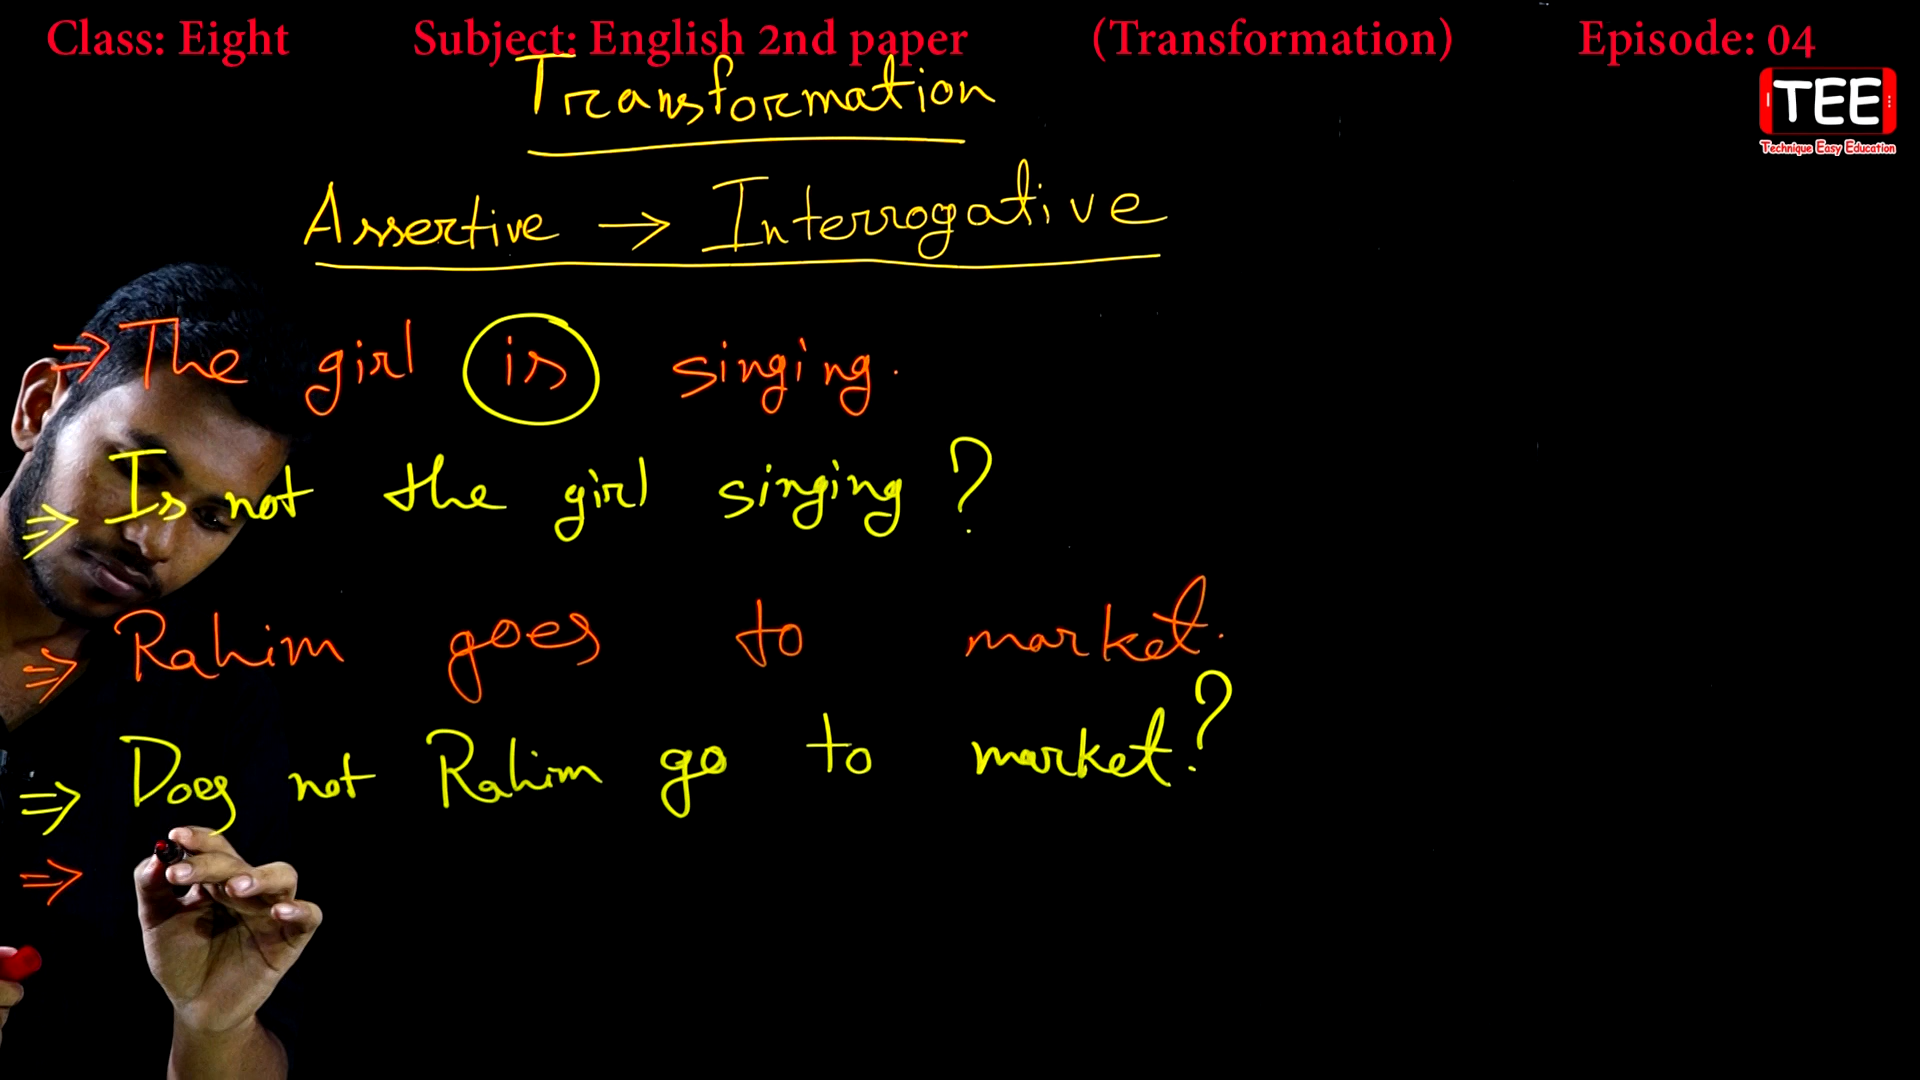 Class: Eight Subject: English 2nd paper (Transformation) Episode: 04
TEE
Technique Easy Education
Transformation
Assertive → Interrogative
⇒ The girl is singing.
⇒ Is not the girl singing?
⇒ Rahim goes to market.
⇒ Does not Rahim go to market?
⇒